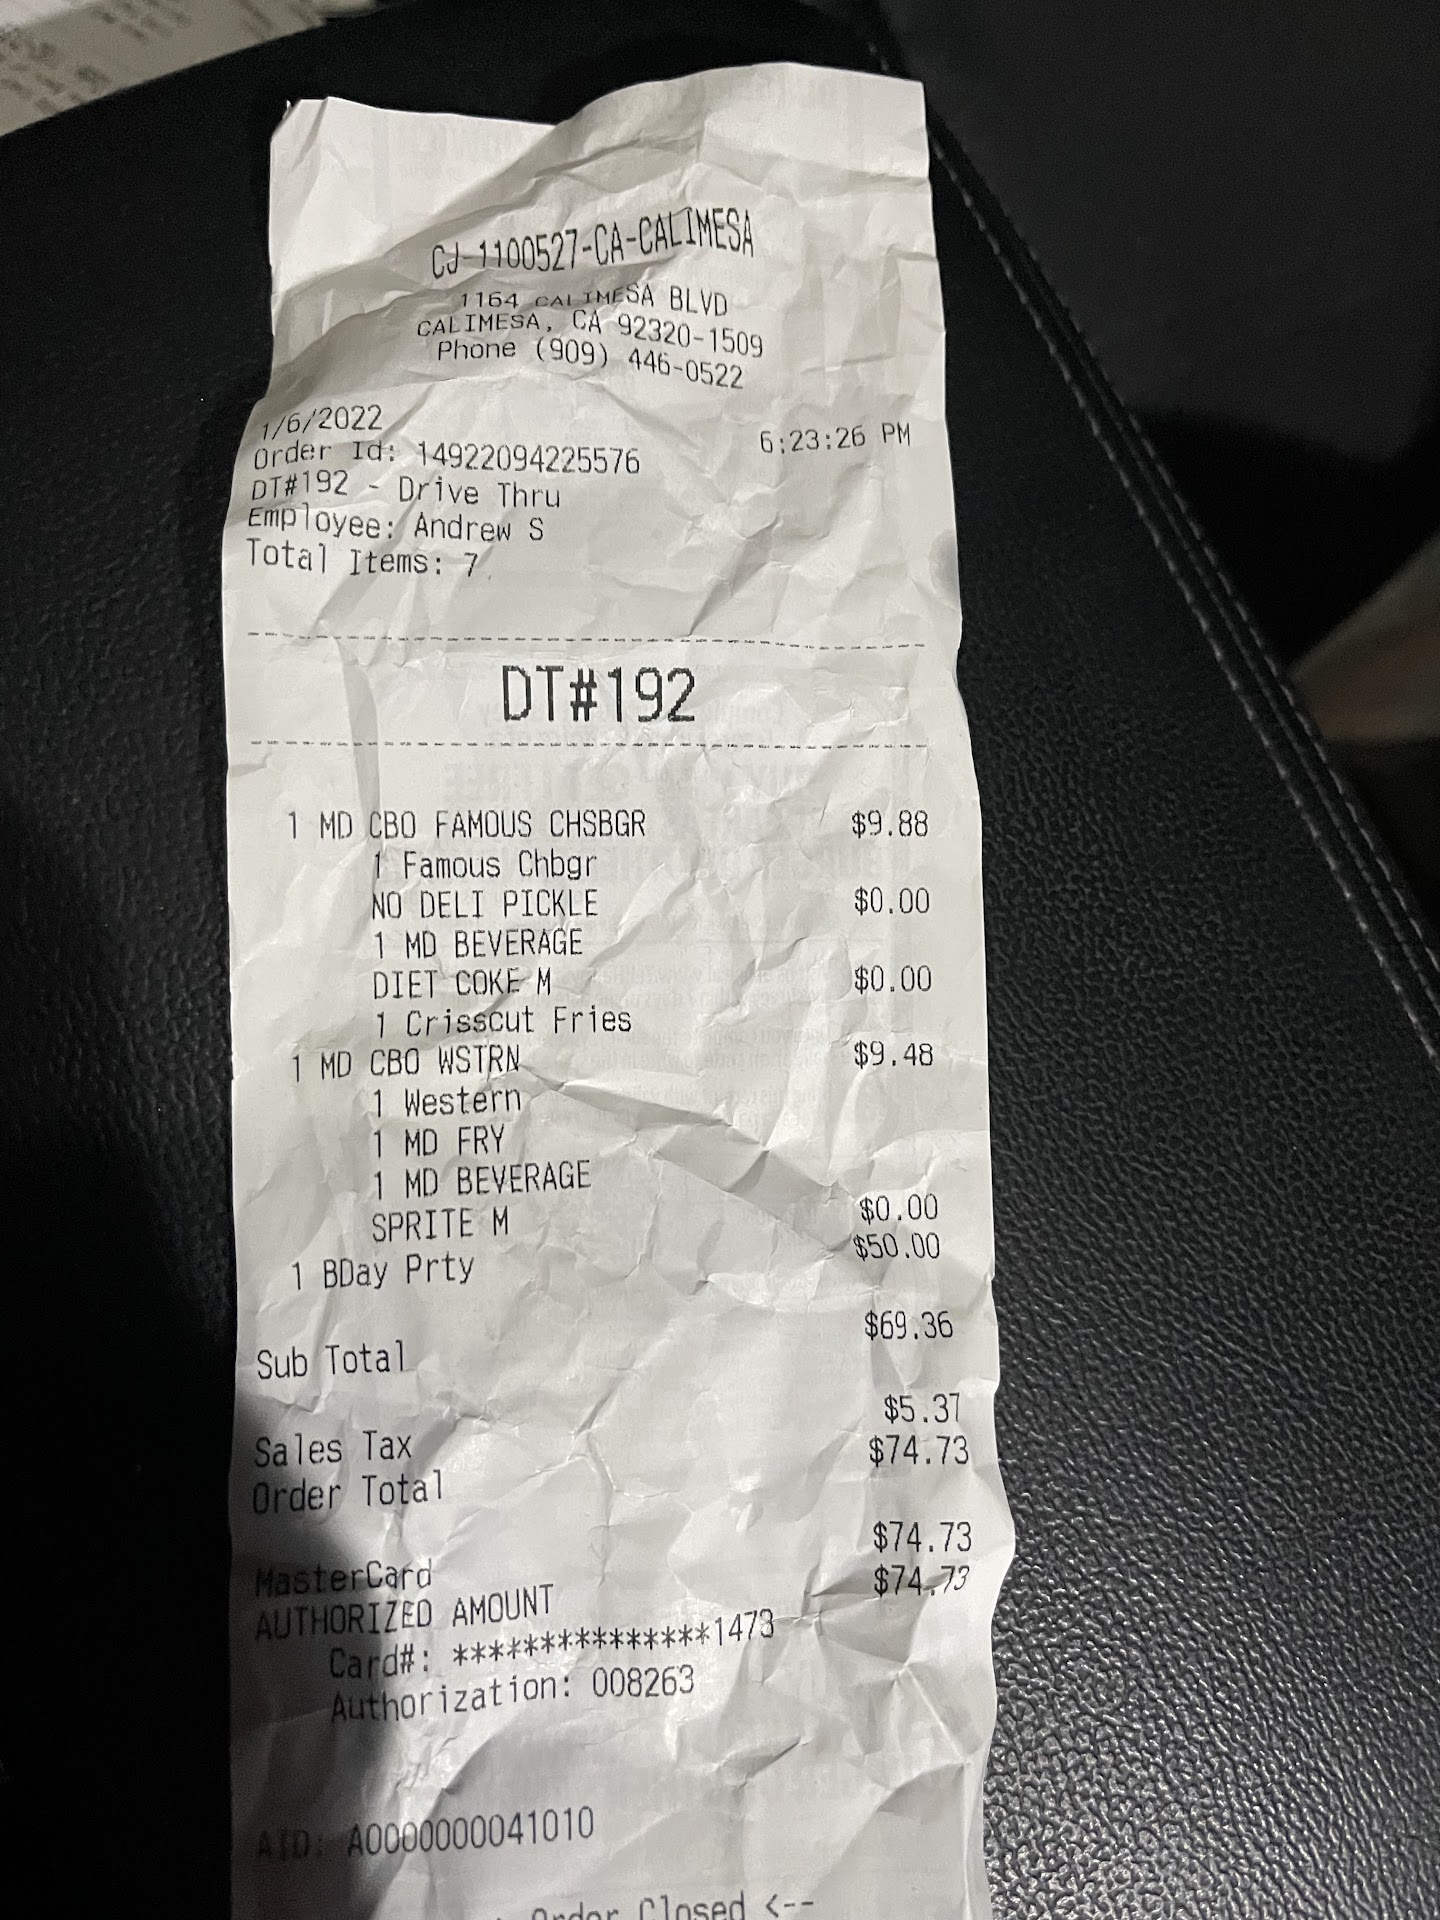 CJ-1100527-CA-CALIMESA
1164 CALIMESA BLVD
CALIMESA, CA 92320-1509
Phone (909) 446-0522
1/6/2022 6:23:26 PM
Order Id: 14922094225576
DT#192 - Drive Thru
Employee: Andrew S
Total Items: 7
DT#192
1 MD CBO FAMOUS CHSBGR $9.88
1 Famous Chbgr
NO DELI PICKLE $0.00
1 MD BEVERAGE
DIET COKE M $0.00
1 Crisscut Fries
1 MD CBO WSTRN $9.48
1 Western
1 MD FRY
1 MD BEVERAGE
SPRITE M $0.00
1 BDay Prty $50.00
Sub Total $69.36
Sales Tax $5.37
Order Total $74.73
MasterCard $74.73
AUTHORIZED AMOUNT $74.73
Card#: ***************1473
Authorization: 008263
AID: A0000000041010
Order Closed <--